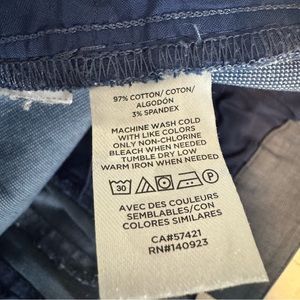 97% COTTON/ COTON/
ALGODÓN
3% SPANDEX
MACHINE WASH COLD
WITH LIKE COLORS
ONLY NON-CHLORINE
BLEACH WHEN NEEDED
TUMBLE DRY LOW
WARM IRON WHEN NEEDED
30 P
AVEC DES COULEURS
SEMBLABLES/CON
COLORES SIMILARES
CA#57421
RN#140923